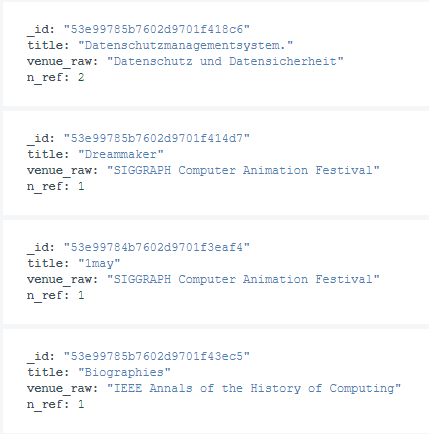 _id: "53e99785b7602d9701f418c6"
title: "Datenschutzmanagementsystem."
venue_raw: "Datenschutz und Datensicherheit"
n_ref: 2
_id: "53e99785b7602d9701f414d7"
title: "Dreammaker"
venue_raw: "SIGGRAPH Computer Animation Festival"
n_ref: 1
_id: "53e99784b7602d9701f3eaf4"
title: "1may"
venue_raw: "SIGGRAPH Computer Animation Festival"
n_ref: 1
_id: "53e99785b7602d9701f43ec5"
title: "Biographies"
venue_raw: "IEEE Annals of the History of Computing"
n_ref: 1